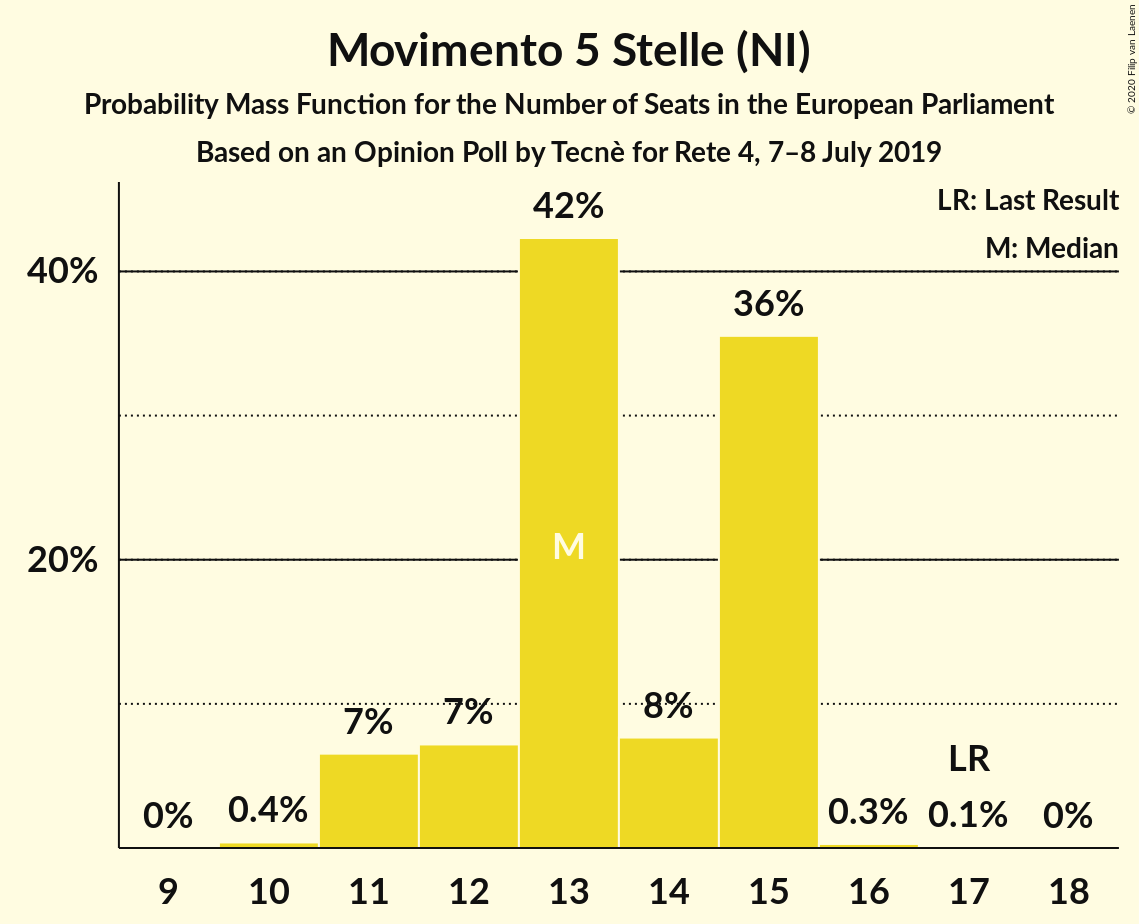 © 2020 Filip van Laenen
Movimento 5 Stelle (NI)
Probability Mass Function for the Number of Seats in the European Parliament
Based on an Opinion Poll by Tecnè for Rete 4, 7–8 July 2019
LR: Last Result
M: Median
40%
20%
0%
0.4%
7%
7%
42%
M
8%
36%
0.3%
LR
0.1%
0%
9 10 11 12 13 14 15 16 17 18